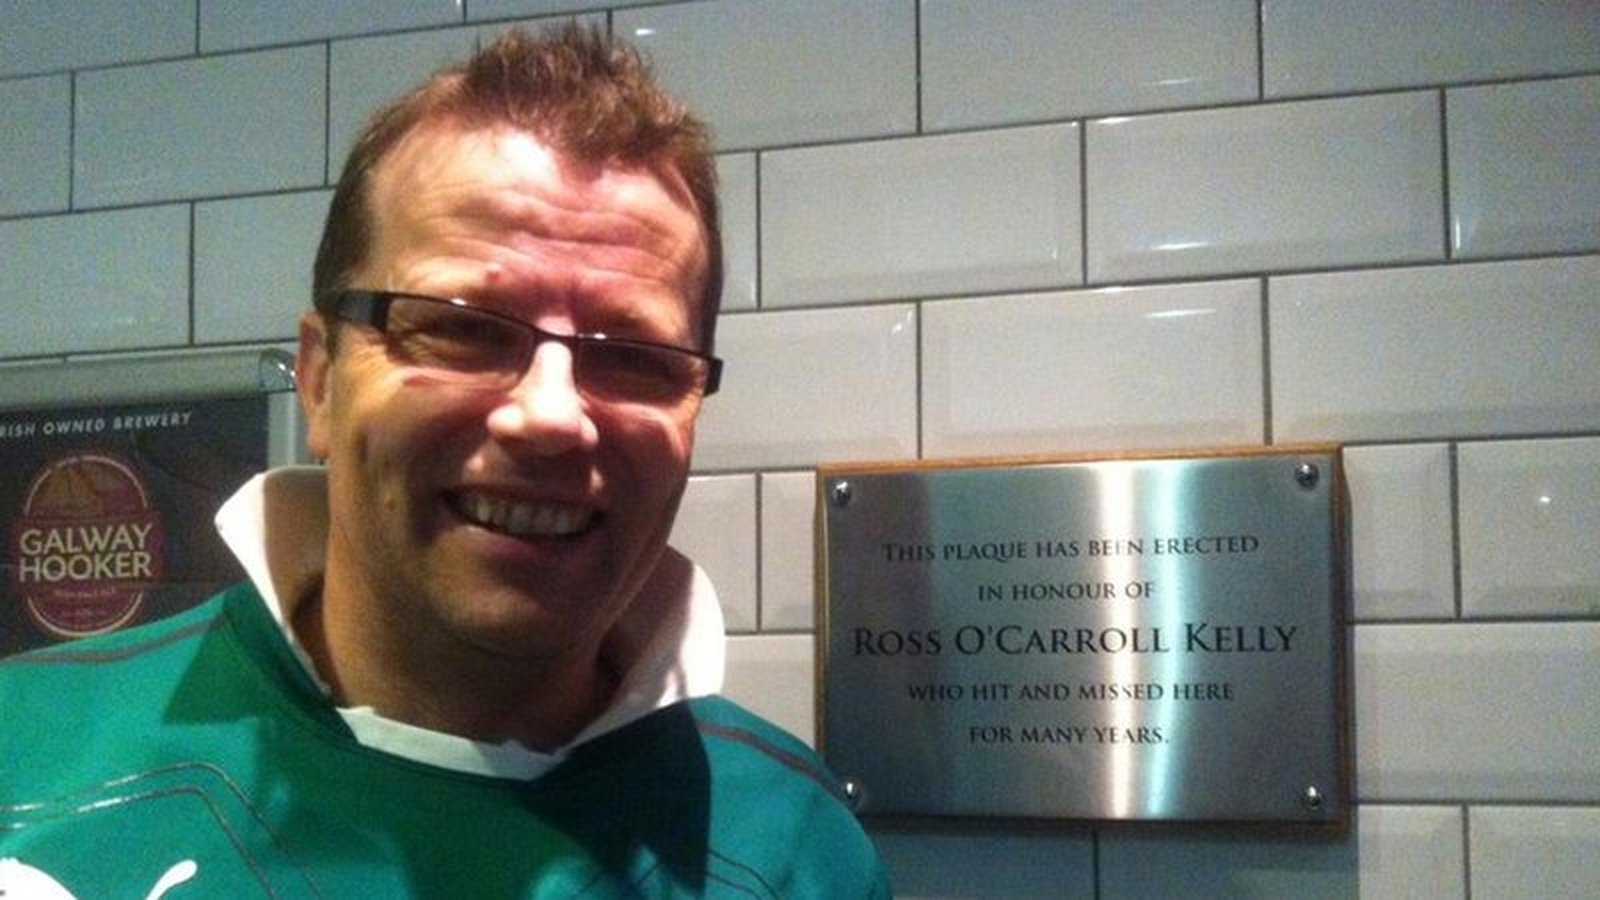 RISH OWNED BREWERY
GALWAY
HOOKER
THIS PLAQUE HAS BEEN ERECTED
IN HONOUR OF
ROSS O'CARROLL KELLY
WHO HIT AND MISSED HERE
FOR MANY YEARS.